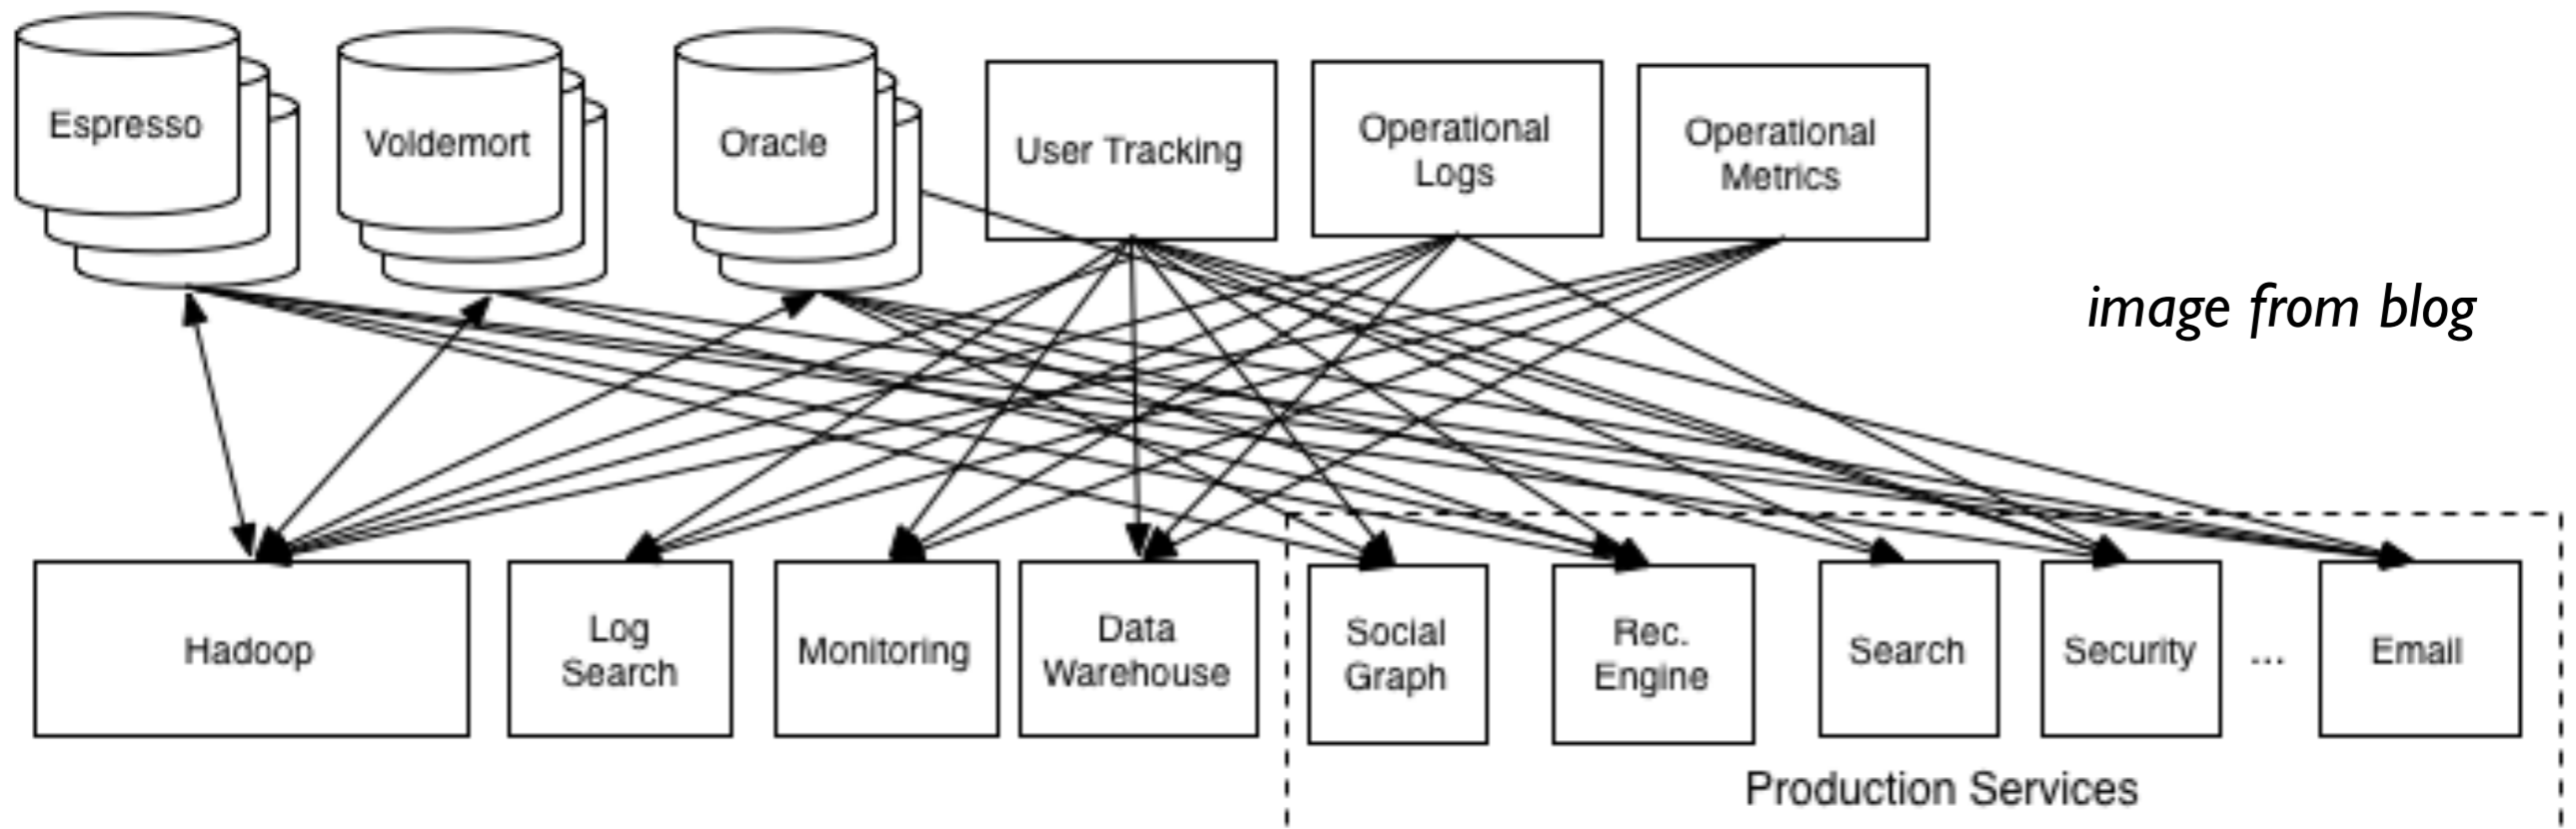 Espresso
Voldemort
Oracle
User Tracking
Operational
Logs
Operational
Metrics
image from blog
Hadoop
Log
Search
Monitoring
Data
Warehouse
Social
Graph
Rec.
Engine
Search
Security
...
Email
Production Services